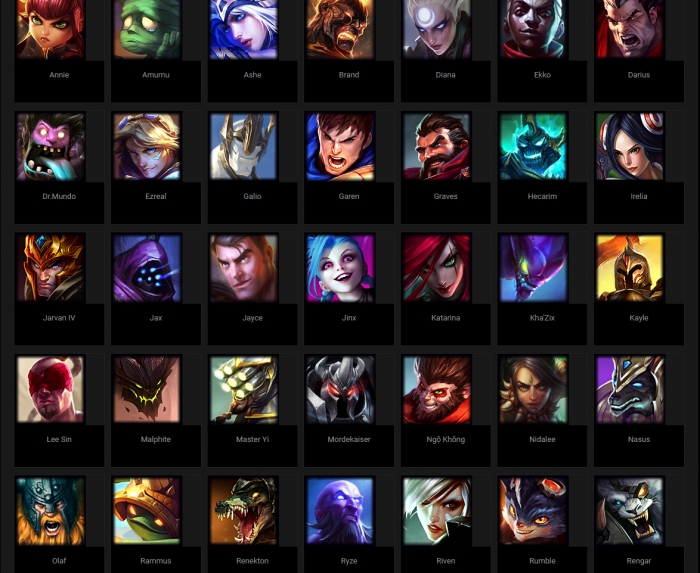 Annie
Amumu
Ashe
Brand
Diana
Ekko
Darius
Dr.Mundo
Ezreal
Galio
Garen
Graves
Hecarim
Irelia
Jarvan IV
Jax
Jayce
Jinx
Katarina
Kha'Zix
Kayle
Lee Sin
Malphite
Master Yi
Mordekaiser
Ngộ Không
Nidalee
Nasus
Olaf
Rammus
Renekton
Ryze
Riven
Rumble
Rengar